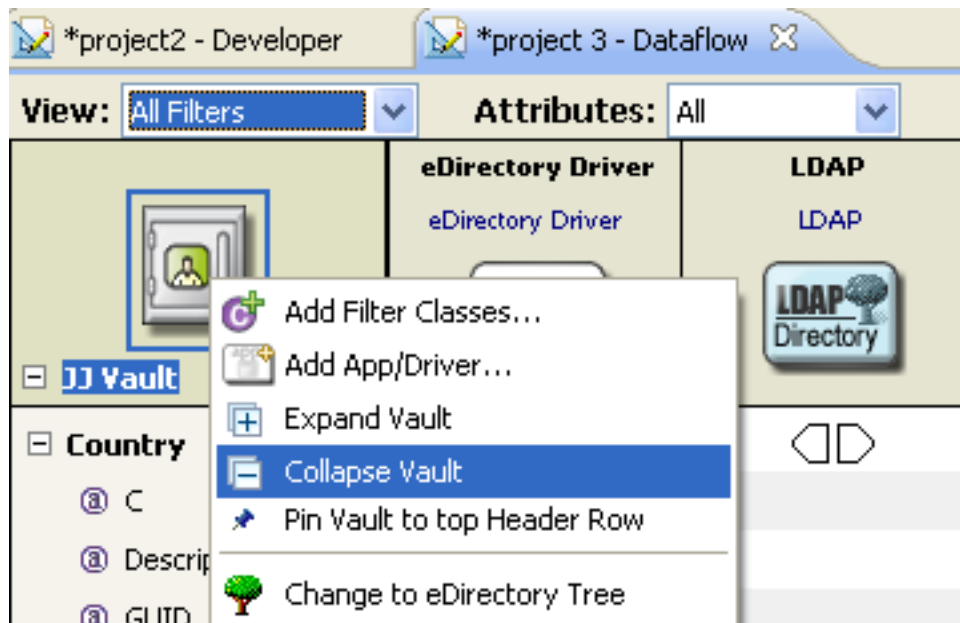 *project2 - Developer
*project 3 - Dataflow
View: All Filters
Attributes: All
eDirectory Driver
LDAP
eDirectory Driver
LDAP
LDAP
Directory
JJ Vault
Add Filter Classes...
Add App/Driver...
Expand Vault
Collapse Vault
Pin Vault to top Header Row
Change to eDirectory Tree
Country
C
Descrip
GUID